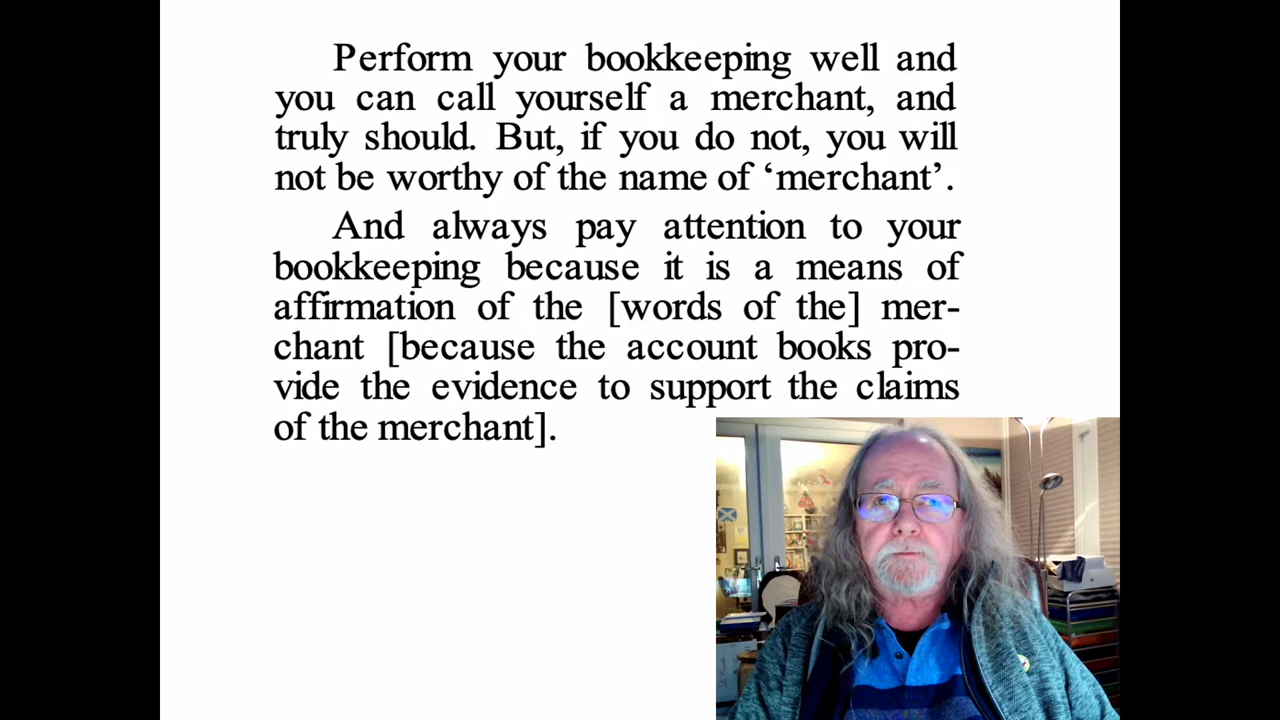 Perform your bookkeeping well and
you can call yourself a merchant, and
truly should. But, if you do not, you will
not be worthy of the name of ‘merchant’.
And always pay attention to your
bookkeeping because it is a means of
affirmation of the [words of the] mer-
chant [because the account books pro-
vide the evidence to support the claims
of the merchant].